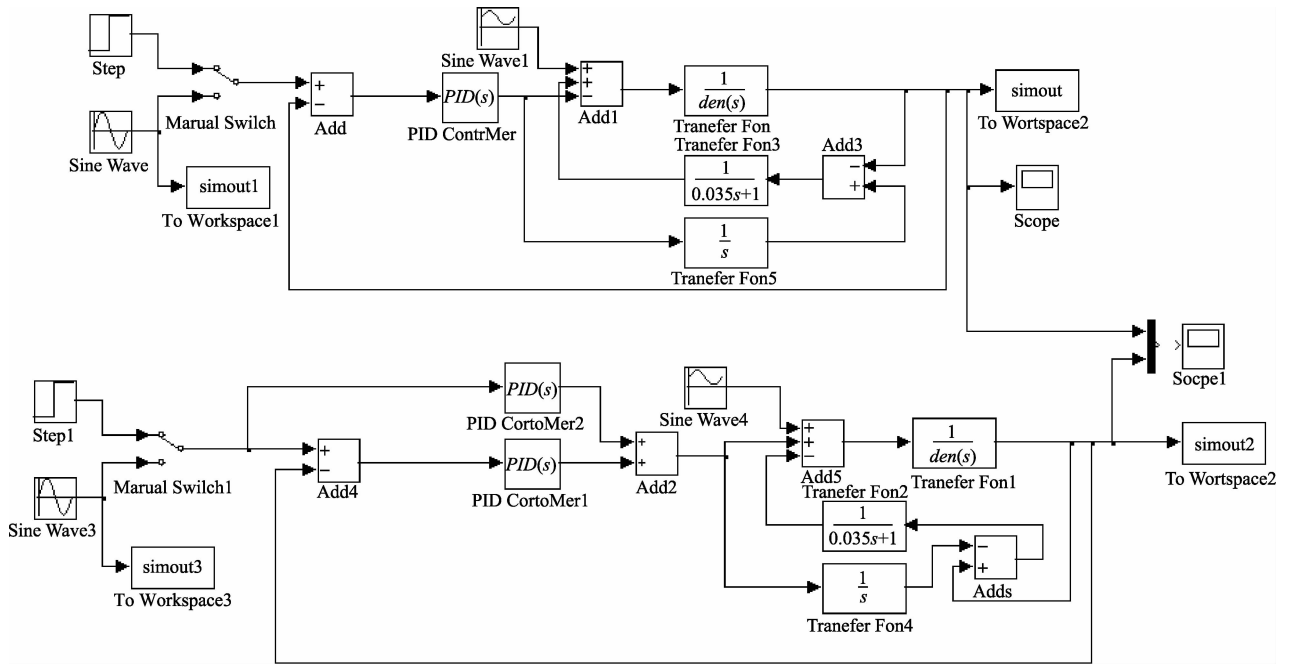 Step
Marual Swilch
Sine Wave
simout1
To Workspace1
+
−
Add
PID(s)
PID ContrMer
Sine Wave1
+
+
−
Add1
1
den(s)
Tranefer Fon
Tranefer Fon3
1
0.035s+1
Add3
−
+
1
s
Tranefer Fon5
simout
To Wortspace2
Scope
Socpe1
Step1
Manual Swilch1
Sine Wave3
simout3
To Workspace3
+
−
Add4
PID(s)
PID CortoMer2
PID(s)
PID CortoMer1
+
+
Add2
Sine Wave4
+
+
−
Add5
1
den(s)
Tranefer Fon1
Tranefer Fon2
1
0.035s+1
−
+
Adds
1
s
Tranefer Fon4
simout2
To Wortspace2